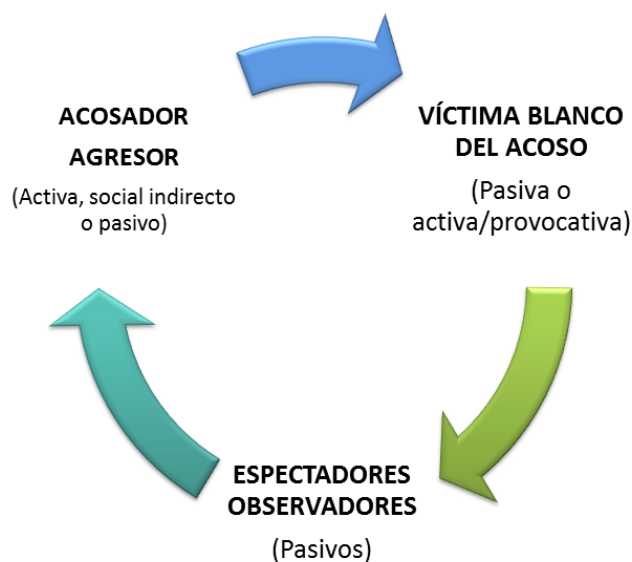 ACOSADOR
AGRESOR
(Activa, social indirecto
o pasivo)
VÍCTIMA BLANCO
DEL ACOSO
(Pasiva o
activa/provocativa)
ESPECTADORES
OBSERVADORES
(Pasivos)